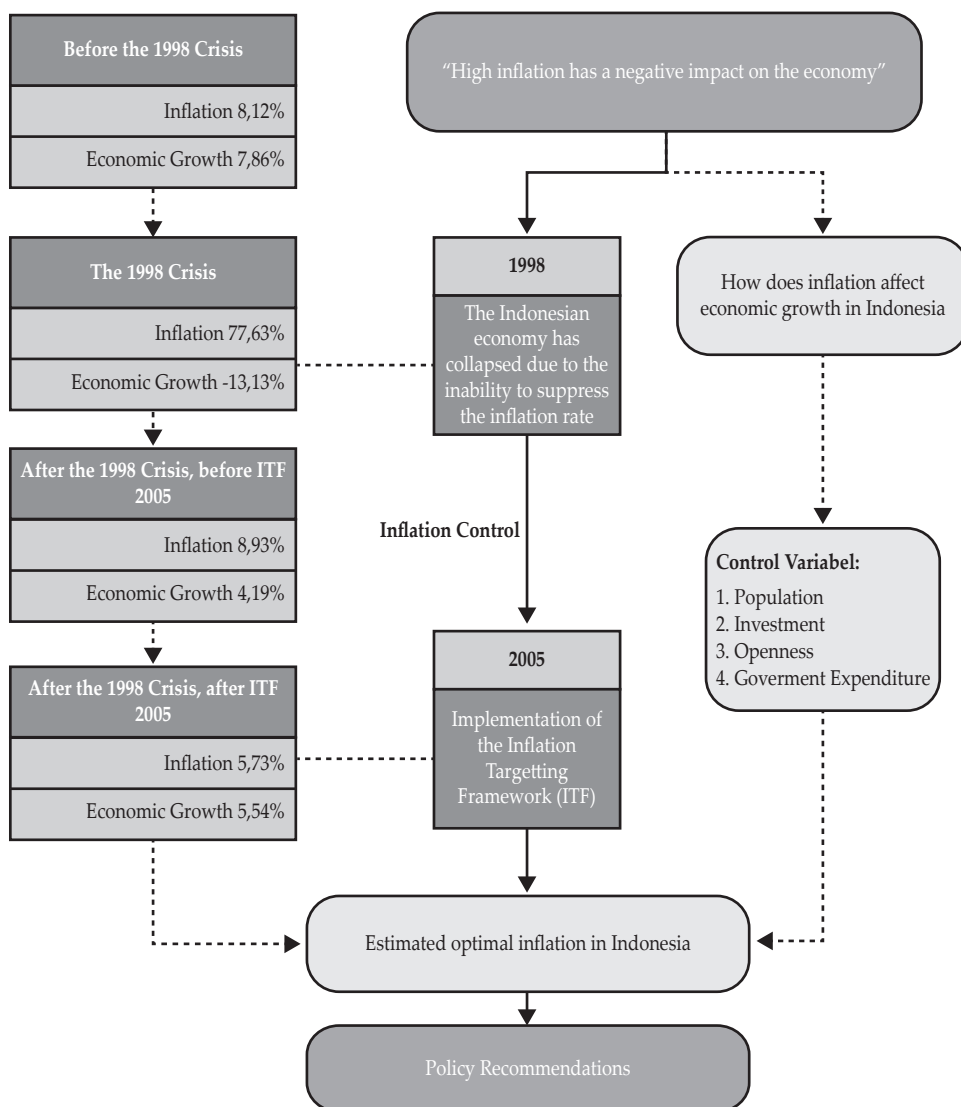 Before the 1998 Crisis
Inflation 8,12%
Economic Growth 7,86%
The 1998 Crisis
Inflation 77,63%
Economic Growth -13,13%
After the 1998 Crisis, before ITF
2005
Inflation 8,93%
Economic Growth 4,19%
After the 1998 Crisis, after ITF
2005
Inflation 5,73%
Economic Growth 5,54%
“High inflation has a negative impact on the economy”
1998
The Indonesian
economy has
collapsed due to the
inability to suppress
the inflation rate
Inflation Control
2005
Implementation of
the Inflation
Targetting
Framework (ITF)
How does inflation affect
economic growth in Indonesia
Control Variabel:
1. Population
2. Investment
3. Openness
4. Goverment Expenditure
Estimated optimal inflation in Indonesia
Policy Recommendations